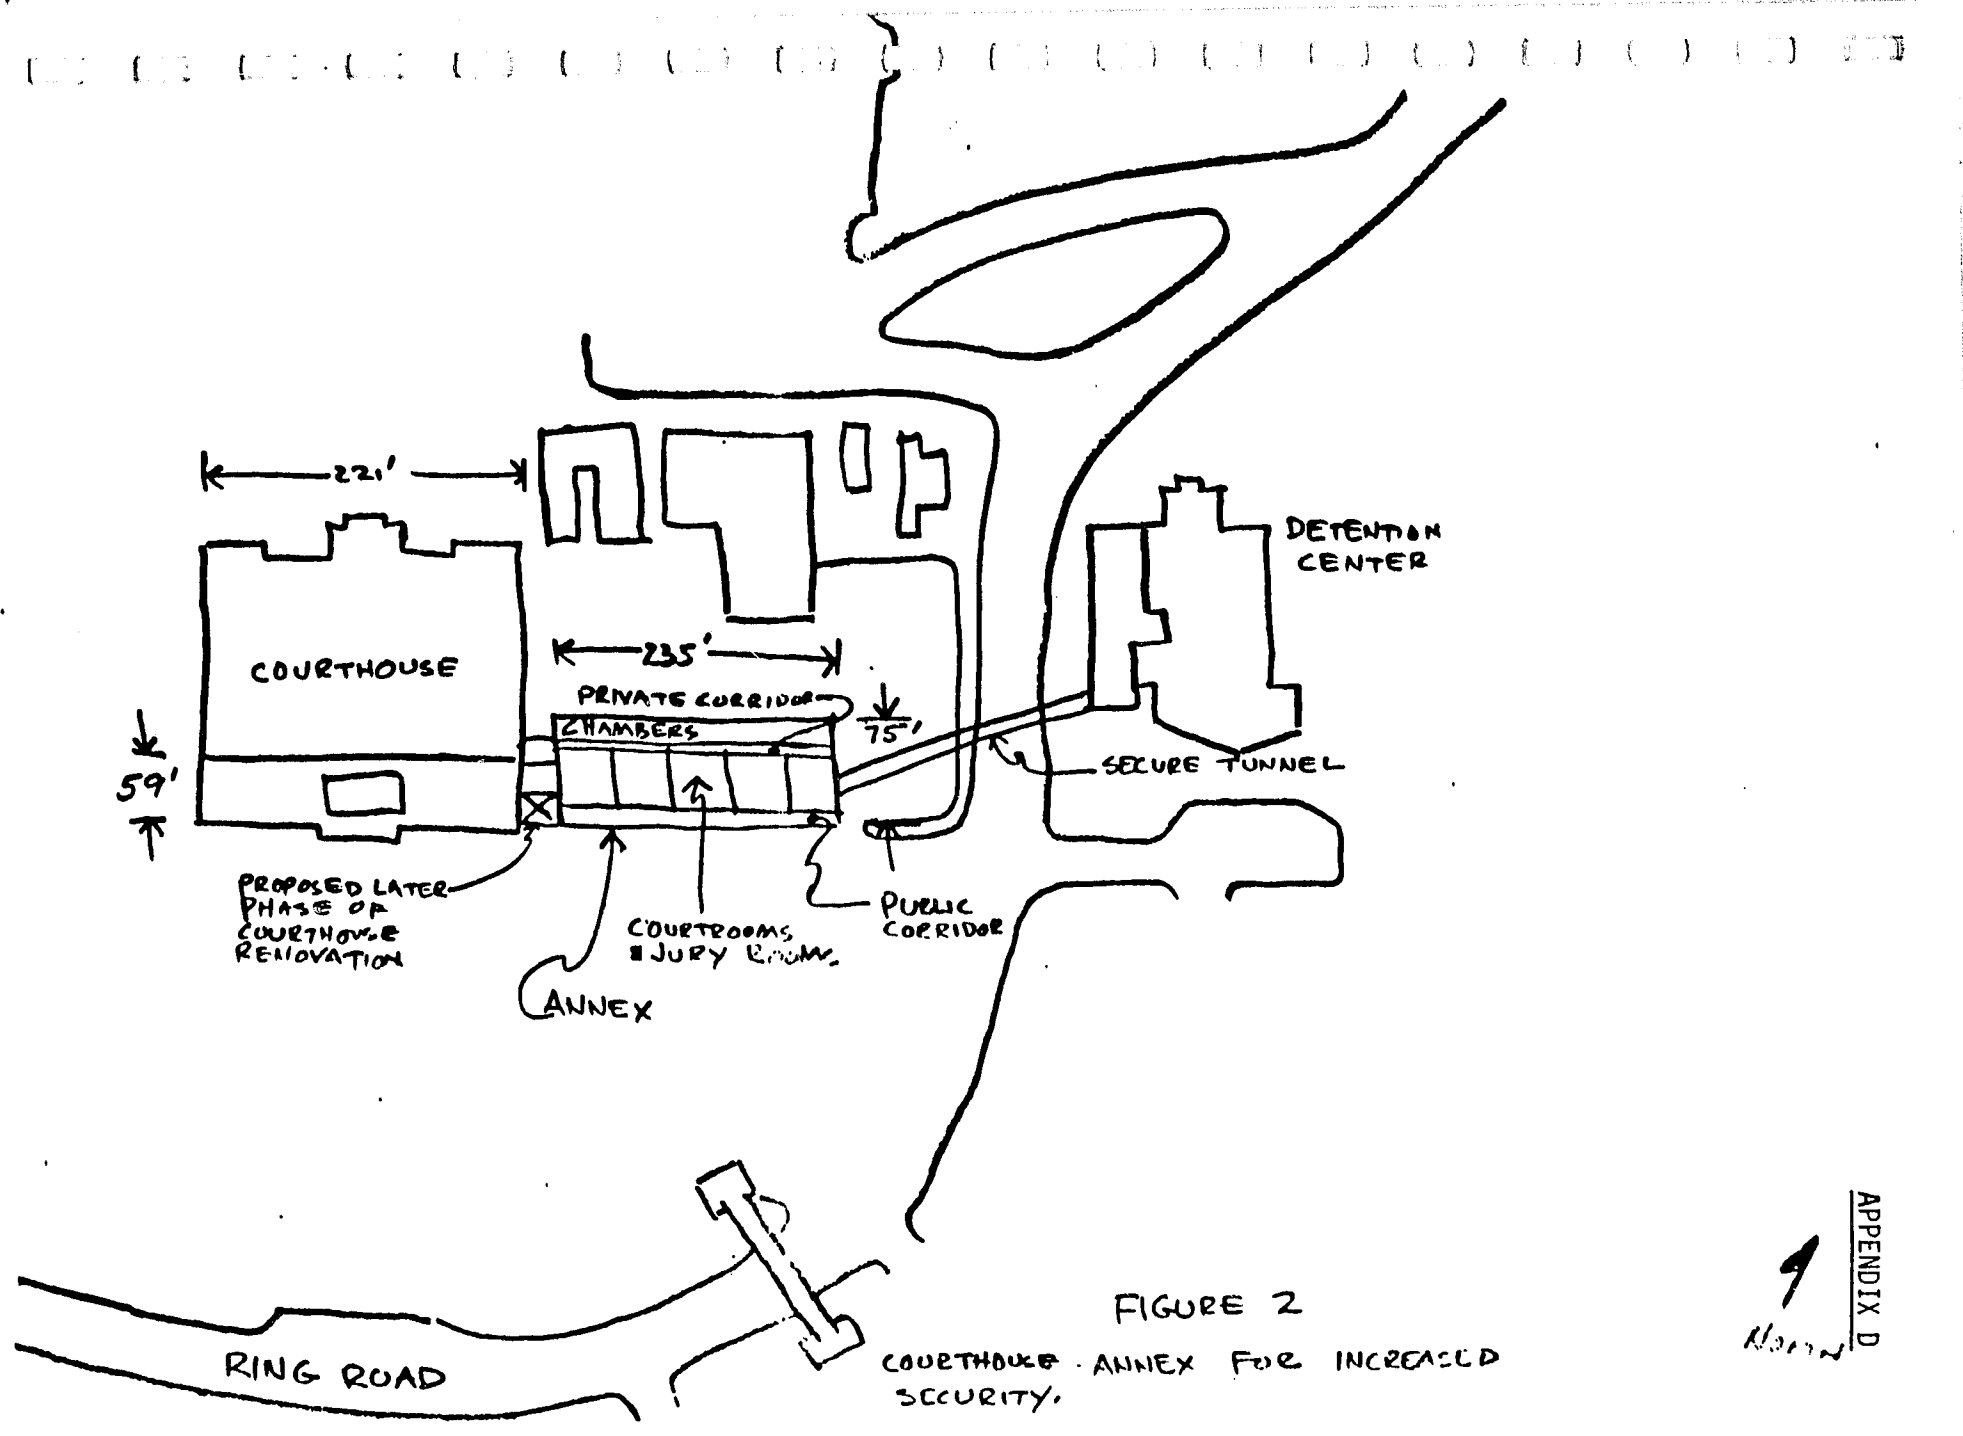 221'
DETENTION
CENTER
COURTHOUSE
235'
PRIVATE CORRIDOR
CHAMBERS
75'
59'
SECURE TUNNEL
PROPOSED LATER
PHASE OF
COURTHOUSE
RENOVATION
COURTROOMS
JURY
PUBLIC
CORRIDOR
ANNEX
RING ROAD
FIGURE 2
COURTHOUSE ANNEX FOR INCREASED
SECURITY.
APPENDIX D